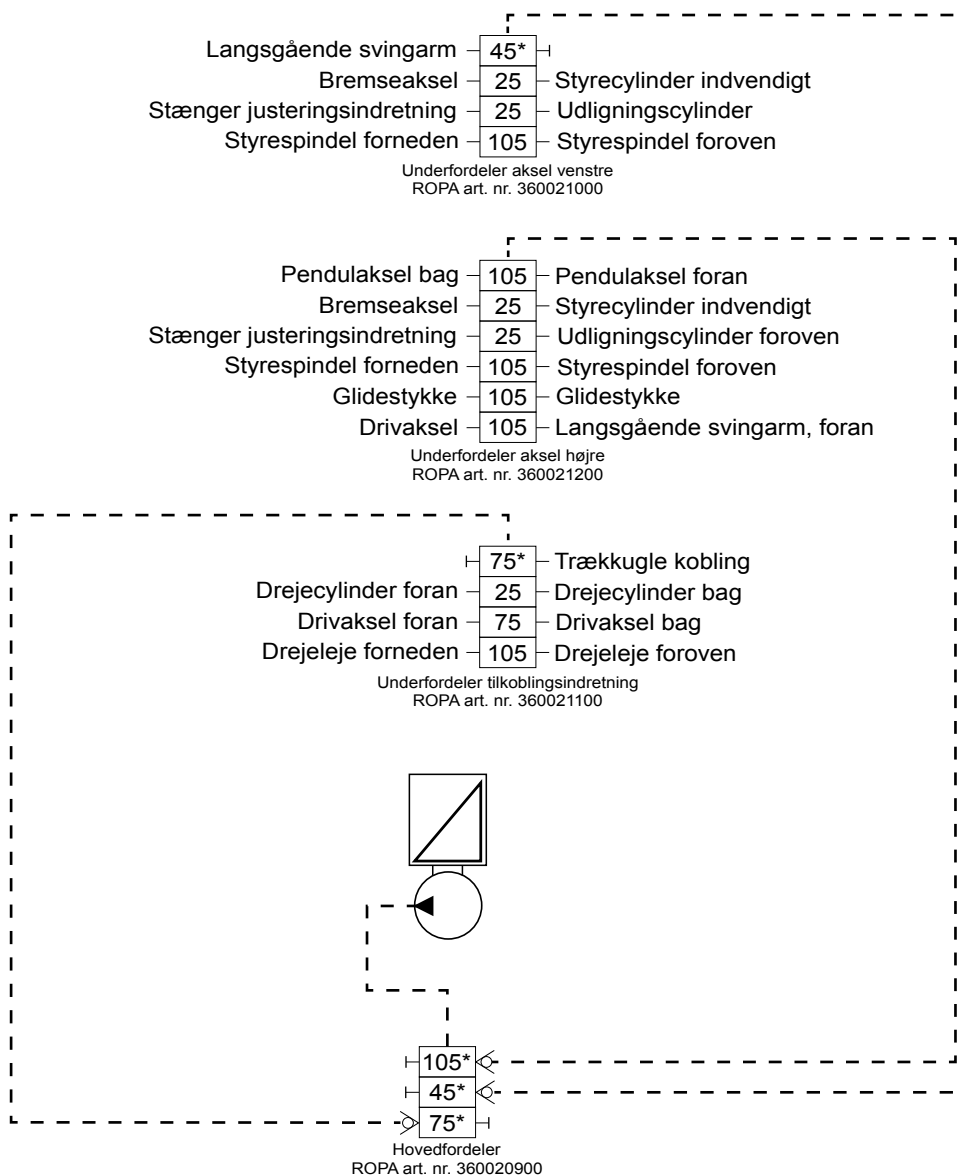 Langsgående svingarm 45*
Bremseaksel 25 Styrecylinder indvendigt
Stænger justeringsindretning 25 Udligningscylinder
Styrespindel forneden 105 Styrespindel foroven
Underfordeler aksel venstre
ROPA art. nr. 360021000
Pendulaksel bag 105 Pendulaksel foran
Bremseaksel 25 Styrecylinder indvendigt
Stænger justeringsindretning 25 Udligningscylinder foroven
Styrespindel forneden 105 Styrespindel foroven
Glidestykke 105 Glidestykke
Drivaksel 105 Langsgående svingarm, foran
Underfordeler aksel højre
ROPA art. nr. 360021200
75* Trækkugle kobling
Drejecylinder foran 25 Drejecylinder bag
Drivaksel foran 75 Drivaksel bag
Drejeleje forneden 105 Drejeleje foroven
Underfordeler tilkoblingsindretning
ROPA art. nr. 360021100
105*
45*
75*
Hovedfordeler
ROPA art. nr. 360020900